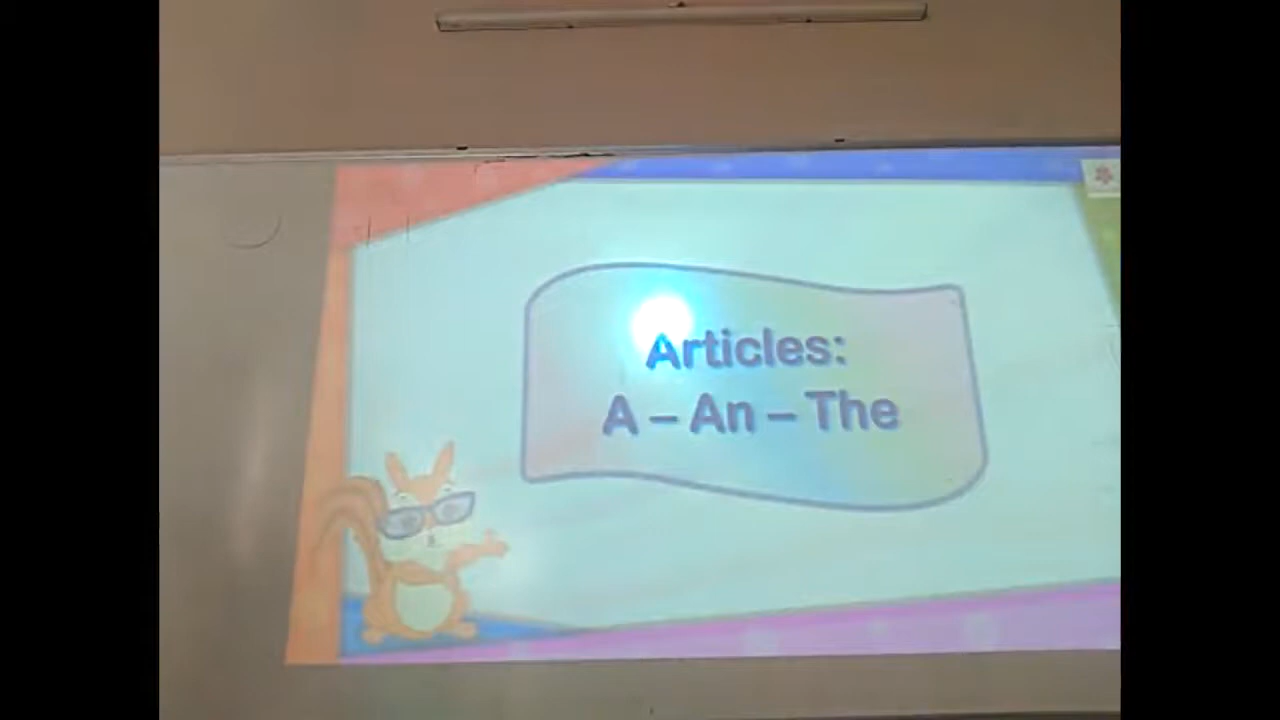 Articles:
A – An – The